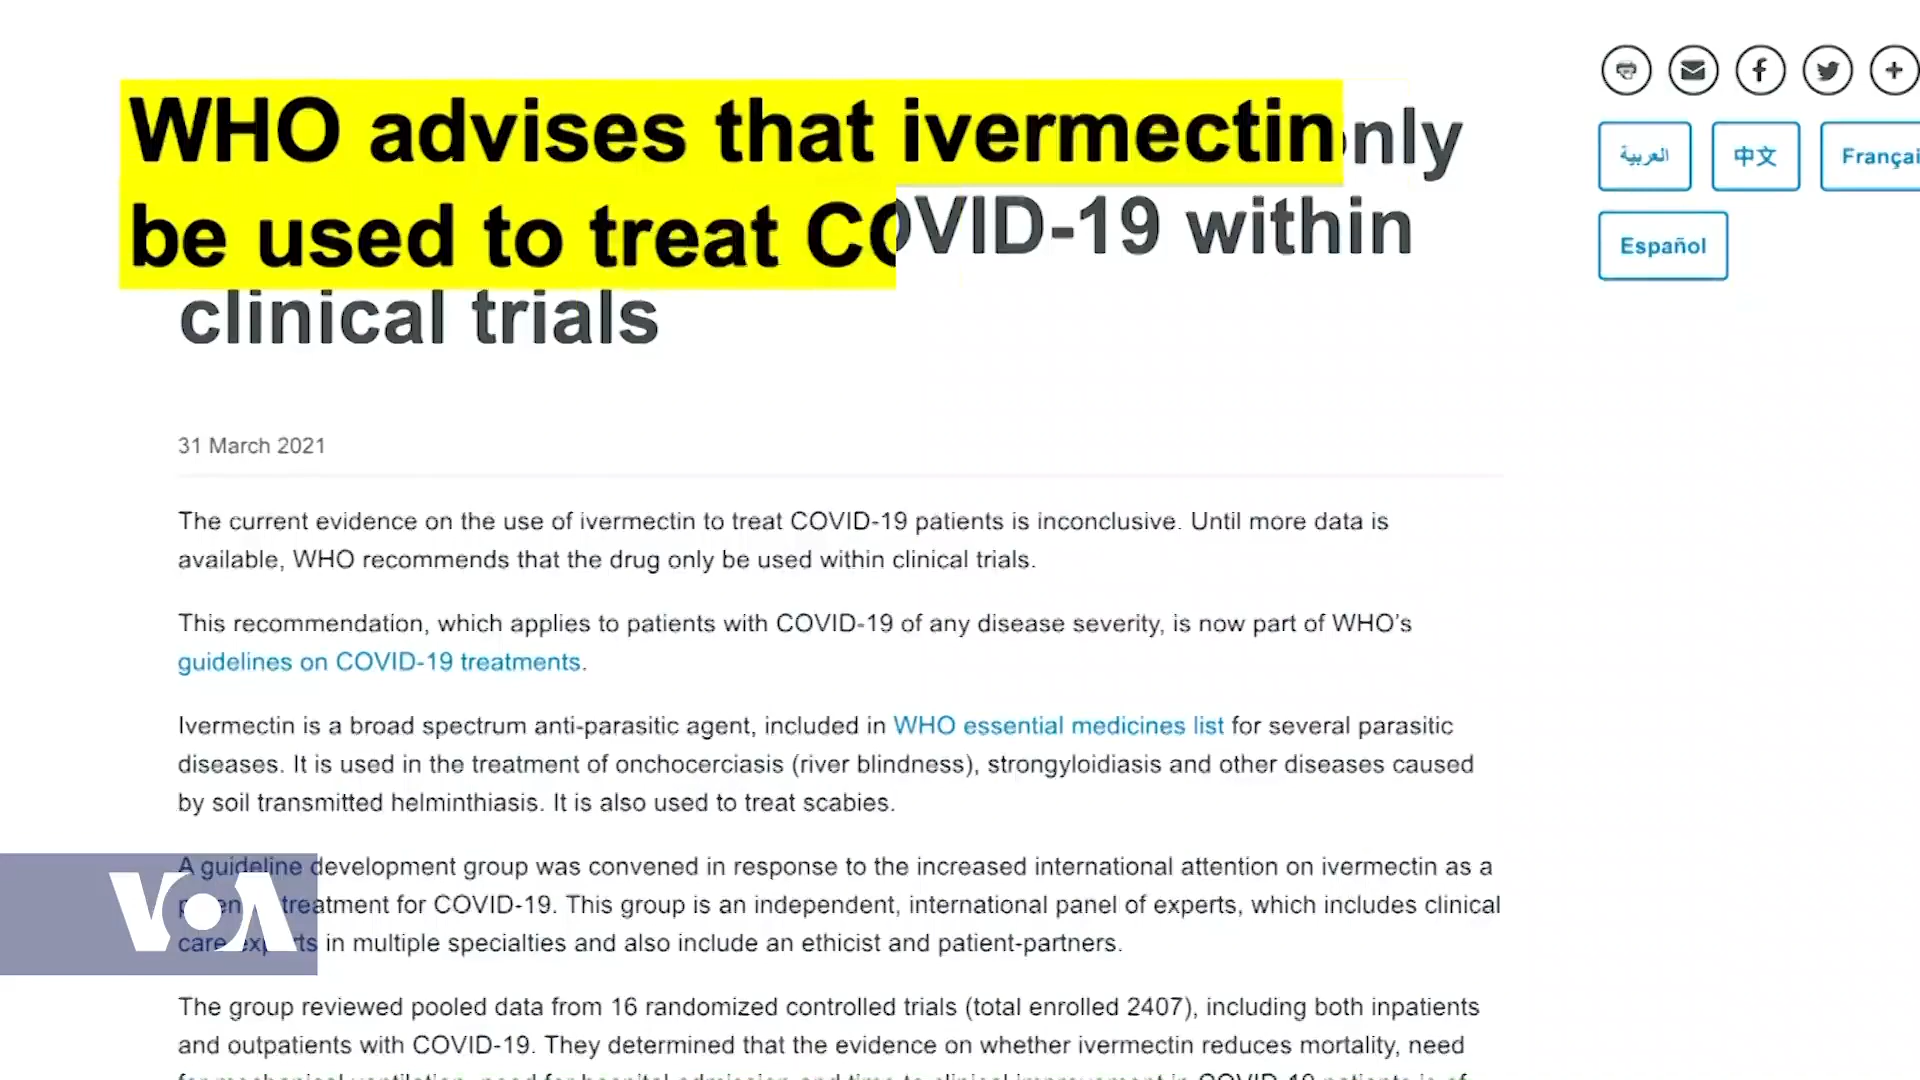 WHO advises that ivermectin only
be used to treat COVID-19 within
clinical trials
العربية
中文
Françai
Español
31 March 2021
The current evidence on the use of ivermectin to treat COVID-19 patients is inconclusive. Until more data is
available, WHO recommends that the drug only be used within clinical trials.
This recommendation, which applies to patients with COVID-19 of any disease severity, is now part of WHO's
guidelines on COVID-19 treatments.
Ivermectin is a broad spectrum anti-parasitic agent, included in WHO essential medicines list for several parasitic
diseases. It is used in the treatment of onchocerciasis (river blindness), strongyloidiasis and other diseases caused
by soil transmitted helminthiasis. It is also used to treat scabies.
A guideline development group was convened in response to the increased international attention on ivermectin as a
treatment for COVID-19. This group is an independent, international panel of experts, which includes clinical
care experts in multiple specialties and also include an ethicist and patient-partners.
VOA
The group reviewed pooled data from 16 randomized controlled trials (total enrolled 2407), including both inpatients
and outpatients with COVID-19. They determined that the evidence on whether ivermectin reduces mortality, need